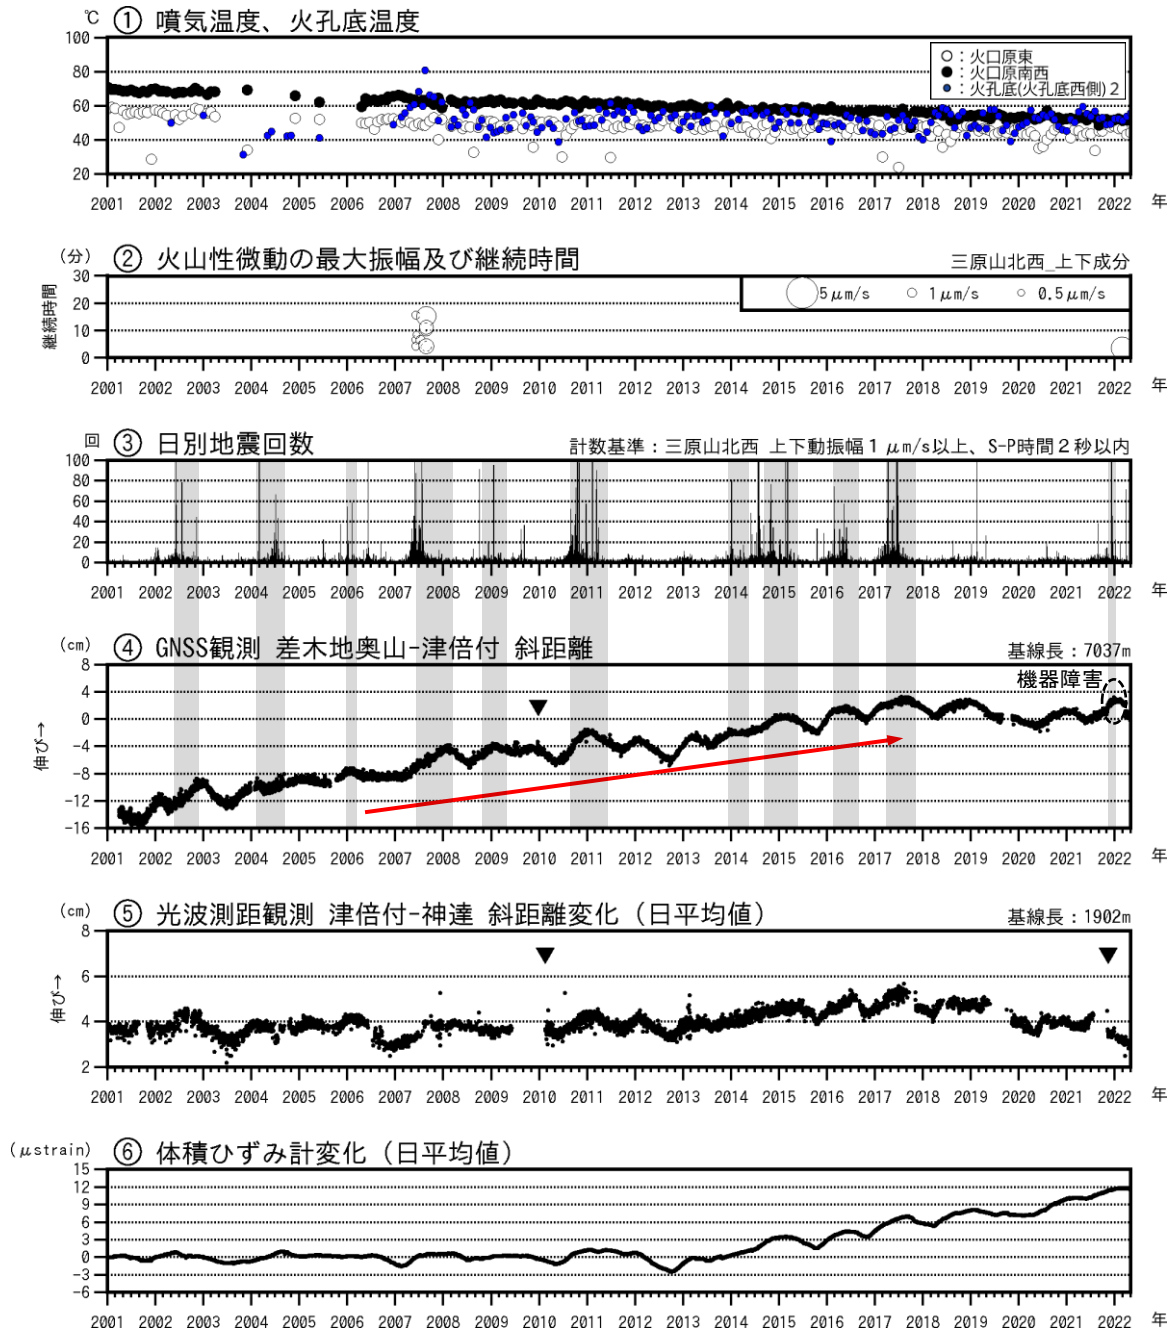 ℃ ① 噴気温度、火孔底温度
100
80
60
40
20
○：火口原東
●：火口原南西
●：火孔底(火孔底西側)2
2001 2002 2003 2004 2005 2006 2007 2008 2009 2010 2011 2012 2013 2014 2015 2016 2017 2018 2019 2020 2021 2022 年
(分) ② 火山性微動の最大振幅及び継続時間 三原山北西_上下成分
継続時間
30
20
10
0
5μm/s 1μm/s 0.5μm/s
2001 2002 2003 2004 2005 2006 2007 2008 2009 2010 2011 2012 2013 2014 2015 2016 2017 2018 2019 2020 2021 2022 年
回 ③ 日別地震回数 計数基準：三原山北西 上下動振幅1 μm/s以上、S-P時間2秒以内
100
80
60
40
20
0
2001 2002 2003 2004 2005 2006 2007 2008 2009 2010 2011 2012 2013 2014 2015 2016 2017 2018 2019 2020 2021 2022 年
(cm) ④ GNSS観測 差木地奥山-津倍付 斜距離 基線長：7037m
伸び→
8
4
0
-4
-8
-12
-16
機器障害
2001 2002 2003 2004 2005 2006 2007 2008 2009 2010 2011 2012 2013 2014 2015 2016 2017 2018 2019 2020 2021 2022 年
(cm) ⑤ 光波測距観測 津倍付-神達 斜距離変化（日平均値） 基線長：1902m
伸び→
8
6
4
2
2001 2002 2003 2004 2005 2006 2007 2008 2009 2010 2011 2012 2013 2014 2015 2016 2017 2018 2019 2020 2021 2022 年
(μstrain) ⑥ 体積ひずみ計変化（日平均値）
15
12
9
6
3
0
-3
-6
2001 2002 2003 2004 2005 2006 2007 2008 2009 2010 2011 2012 2013 2014 2015 2016 2017 2018 2019 2020 2021 2022 年